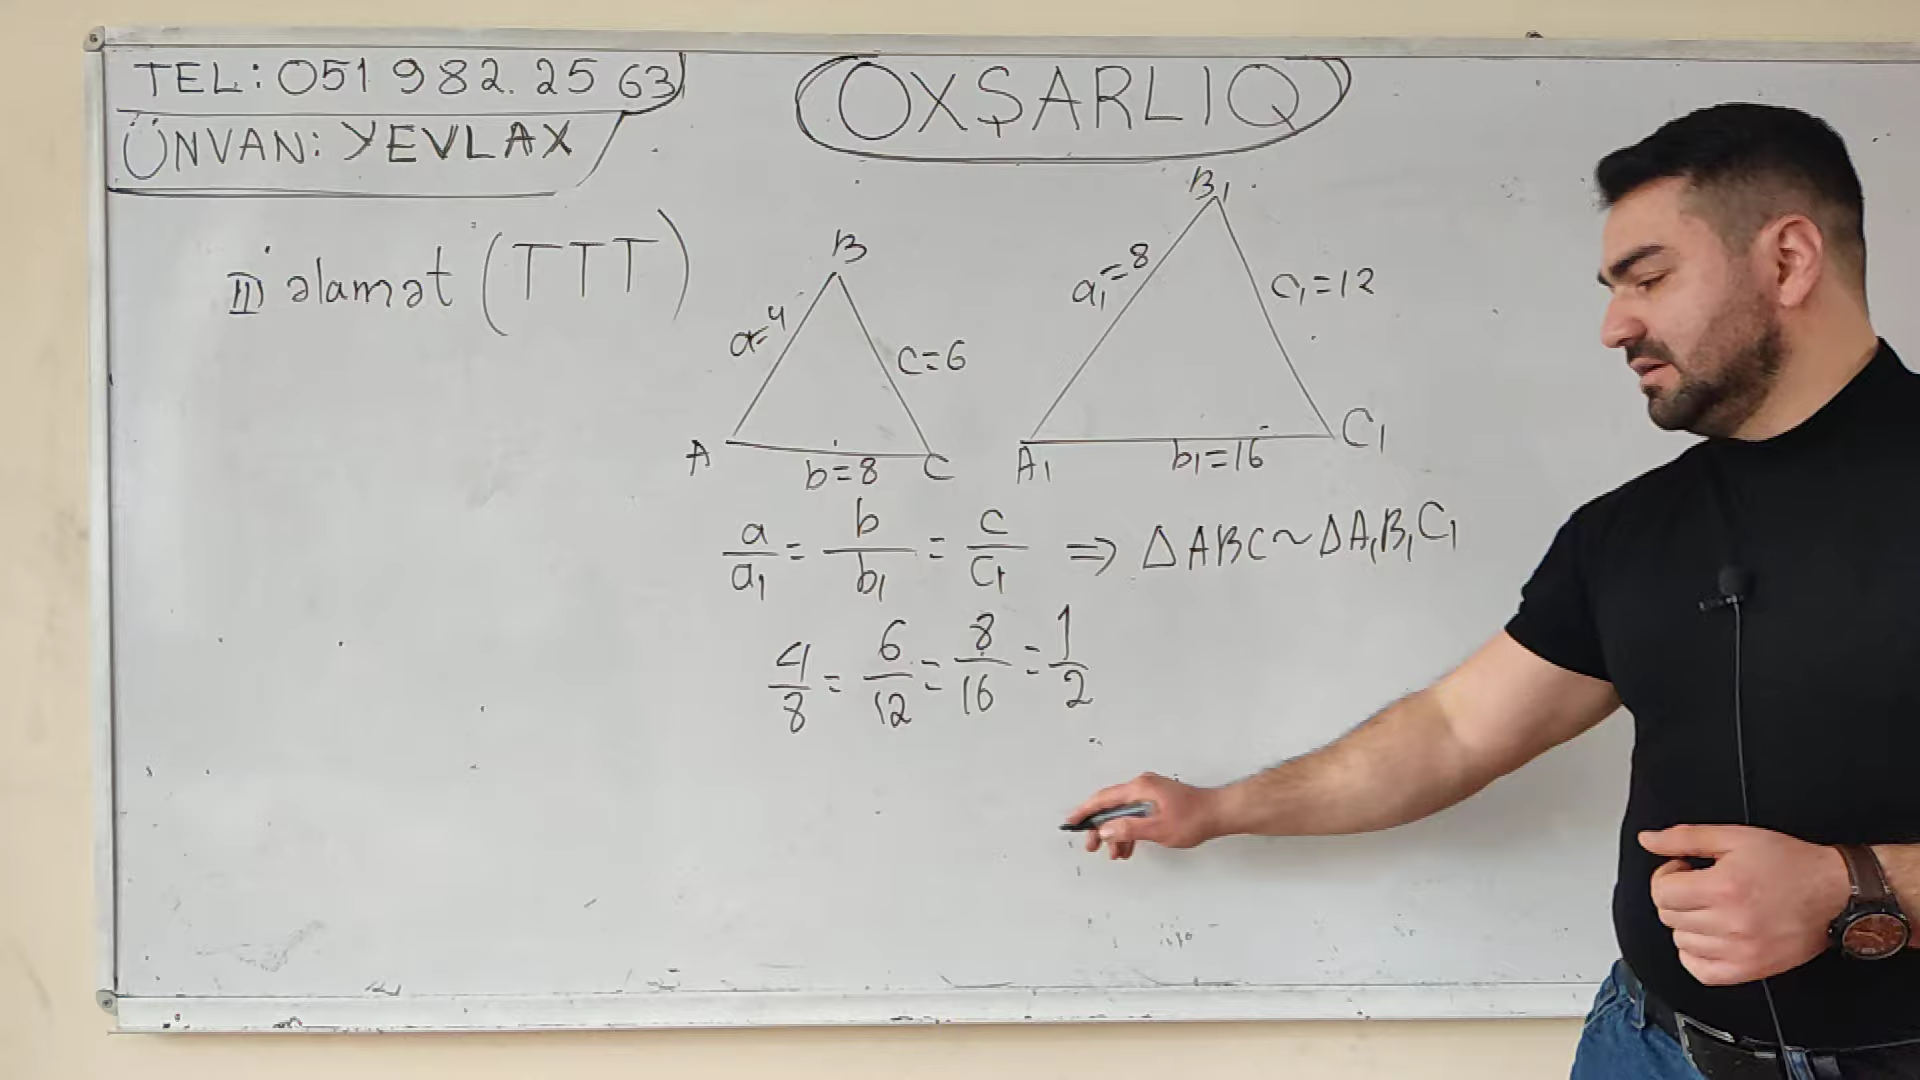 TEL: 051 982. 25 63
ÜNVAN: YEVLAX
OXŞARLIQ
II əlamət (TTT)
B
a=4
c=6
A
b=8
C
B₁
a₁=8
c₁=12
A₁
b₁=16
C₁
a/a₁ = b/b₁ = c/c₁ ⇒ ΔABC~ΔA₁B₁C₁
4/8 = 6/12 = 8/16 = 1/2